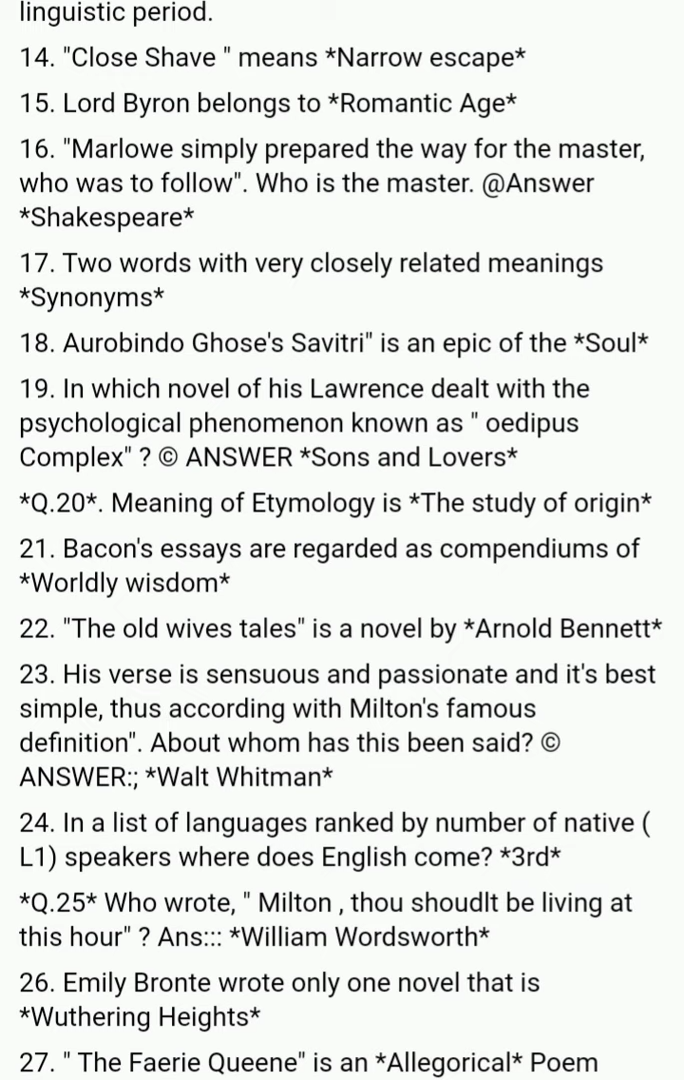 linguistic period.
14. "Close Shave " means *Narrow escape*
15. Lord Byron belongs to *Romantic Age*
16. "Marlowe simply prepared the way for the master,
who was to follow". Who is the master. @Answer
*Shakespeare*
17. Two words with very closely related meanings
*Synonyms*
18. Aurobindo Ghose's Savitri" is an epic of the *Soul*
19. In which novel of his Lawrence dealt with the
psychological phenomenon known as " oedipus
Complex" ? © ANSWER *Sons and Lovers*
*Q.20*. Meaning of Etymology is *The study of origin*
21. Bacon's essays are regarded as compendiums of
*Worldly wisdom*
22. "The old wives tales" is a novel by *Arnold Bennett*
23. His verse is sensuous and passionate and it's best
simple, thus according with Milton's famous
definition". About whom has this been said? ©
ANSWER:; *Walt Whitman*
24. In a list of languages ranked by number of native (
L1) speakers where does English come? *3rd*
*Q.25* Who wrote, " Milton , thou shoudlt be living at
this hour" ? Ans::: *William Wordsworth*
26. Emily Bronte wrote only one novel that is
*Wuthering Heights*
27. " The Faerie Queene" is an *Allegorical* Poem